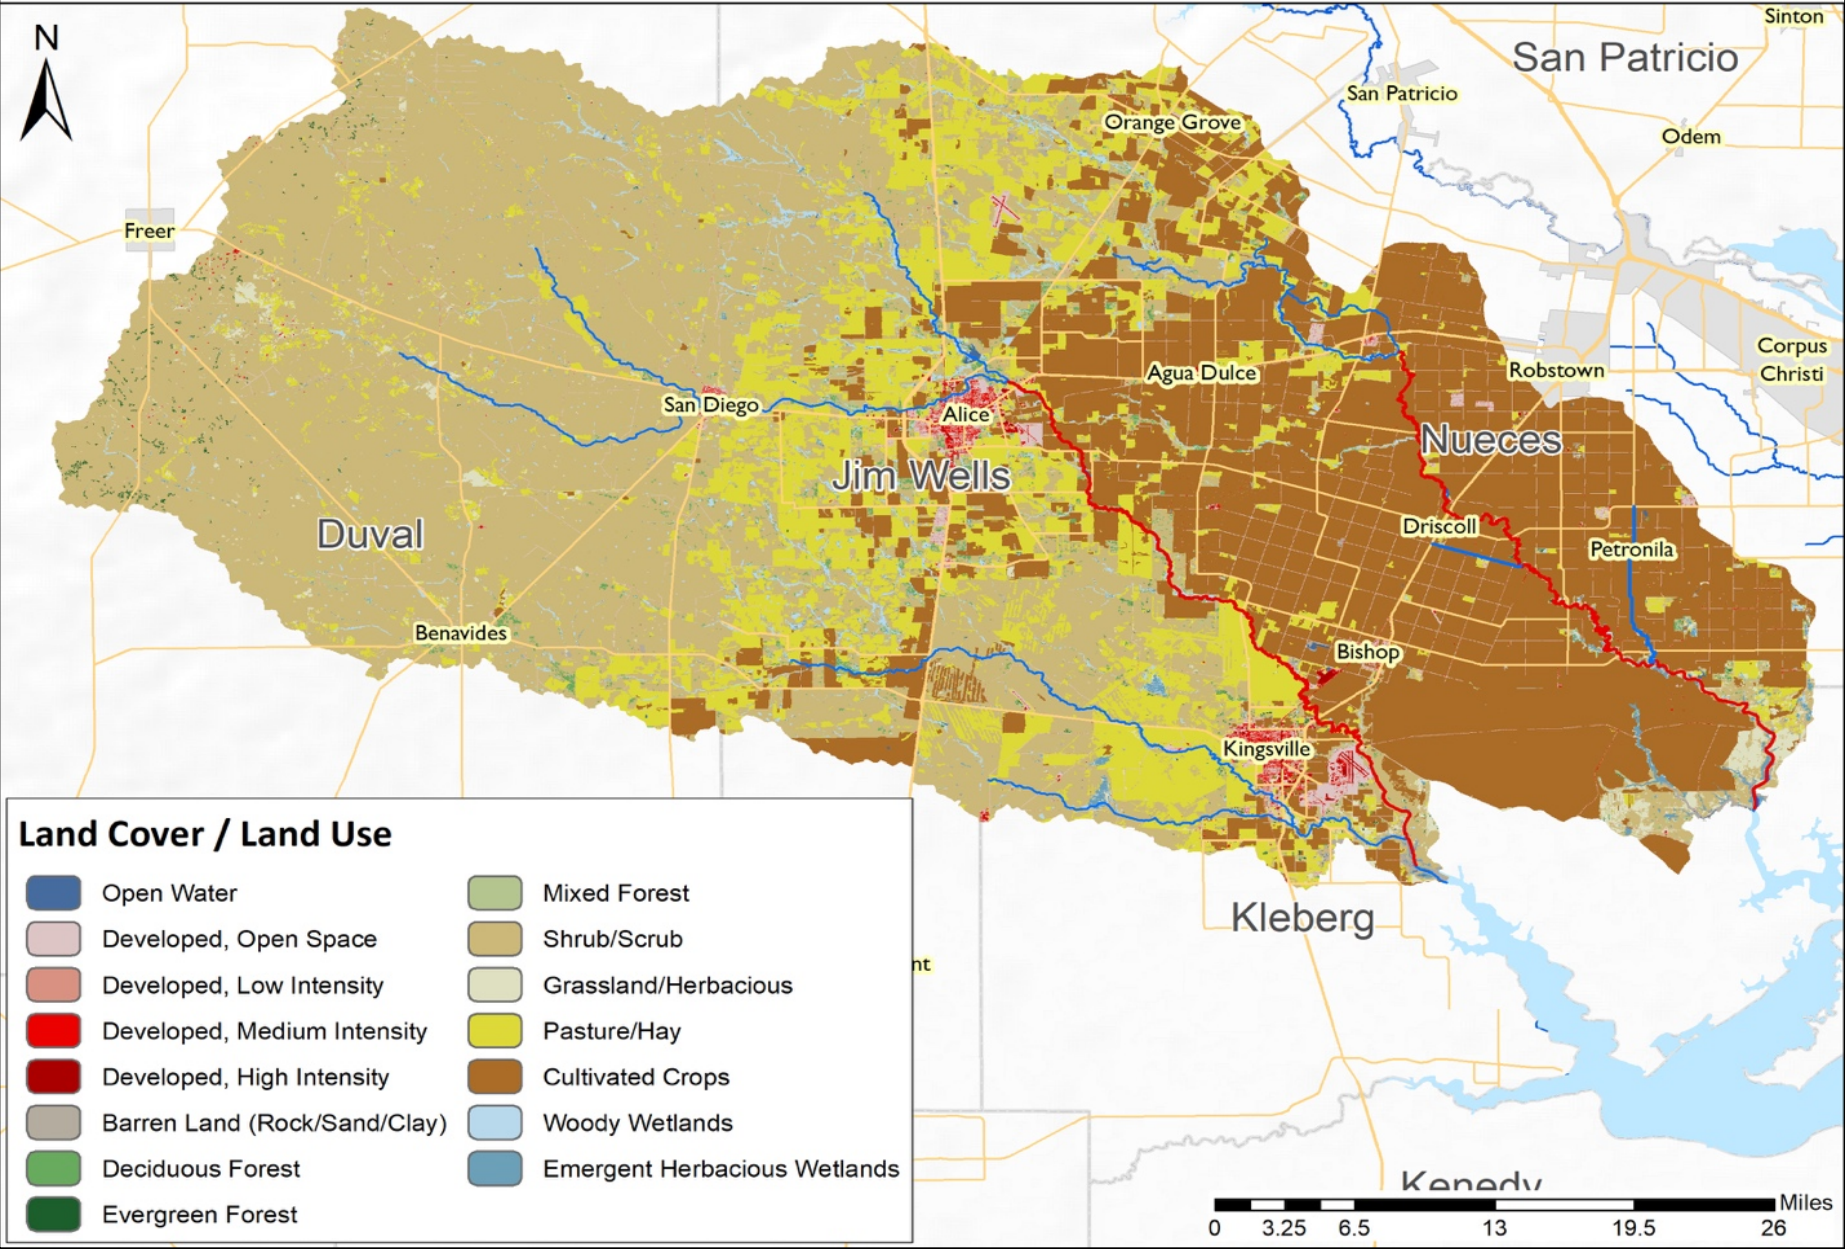 N
Sinton
San Patricio
San Patricio
Orange Grove
Odem
Freer
Corpus
Christi
Agua Dulce
Robstown
San Diego
Alice
Nueces
Jim Wells
Duval
Driscoll
Petronila
Benavides
Bishop
Kingsville
Kleberg
nt
Kenedy
Land Cover / Land Use
Open Water
Developed, Open Space
Developed, Low Intensity
Developed, Medium Intensity
Developed, High Intensity
Barren Land (Rock/Sand/Clay)
Deciduous Forest
Evergreen Forest
Mixed Forest
Shrub/Scrub
Grassland/Herbacious
Pasture/Hay
Cultivated Crops
Woody Wetlands
Emergent Herbacious Wetlands
Miles
0 3.25 6.5 13 19.5 26